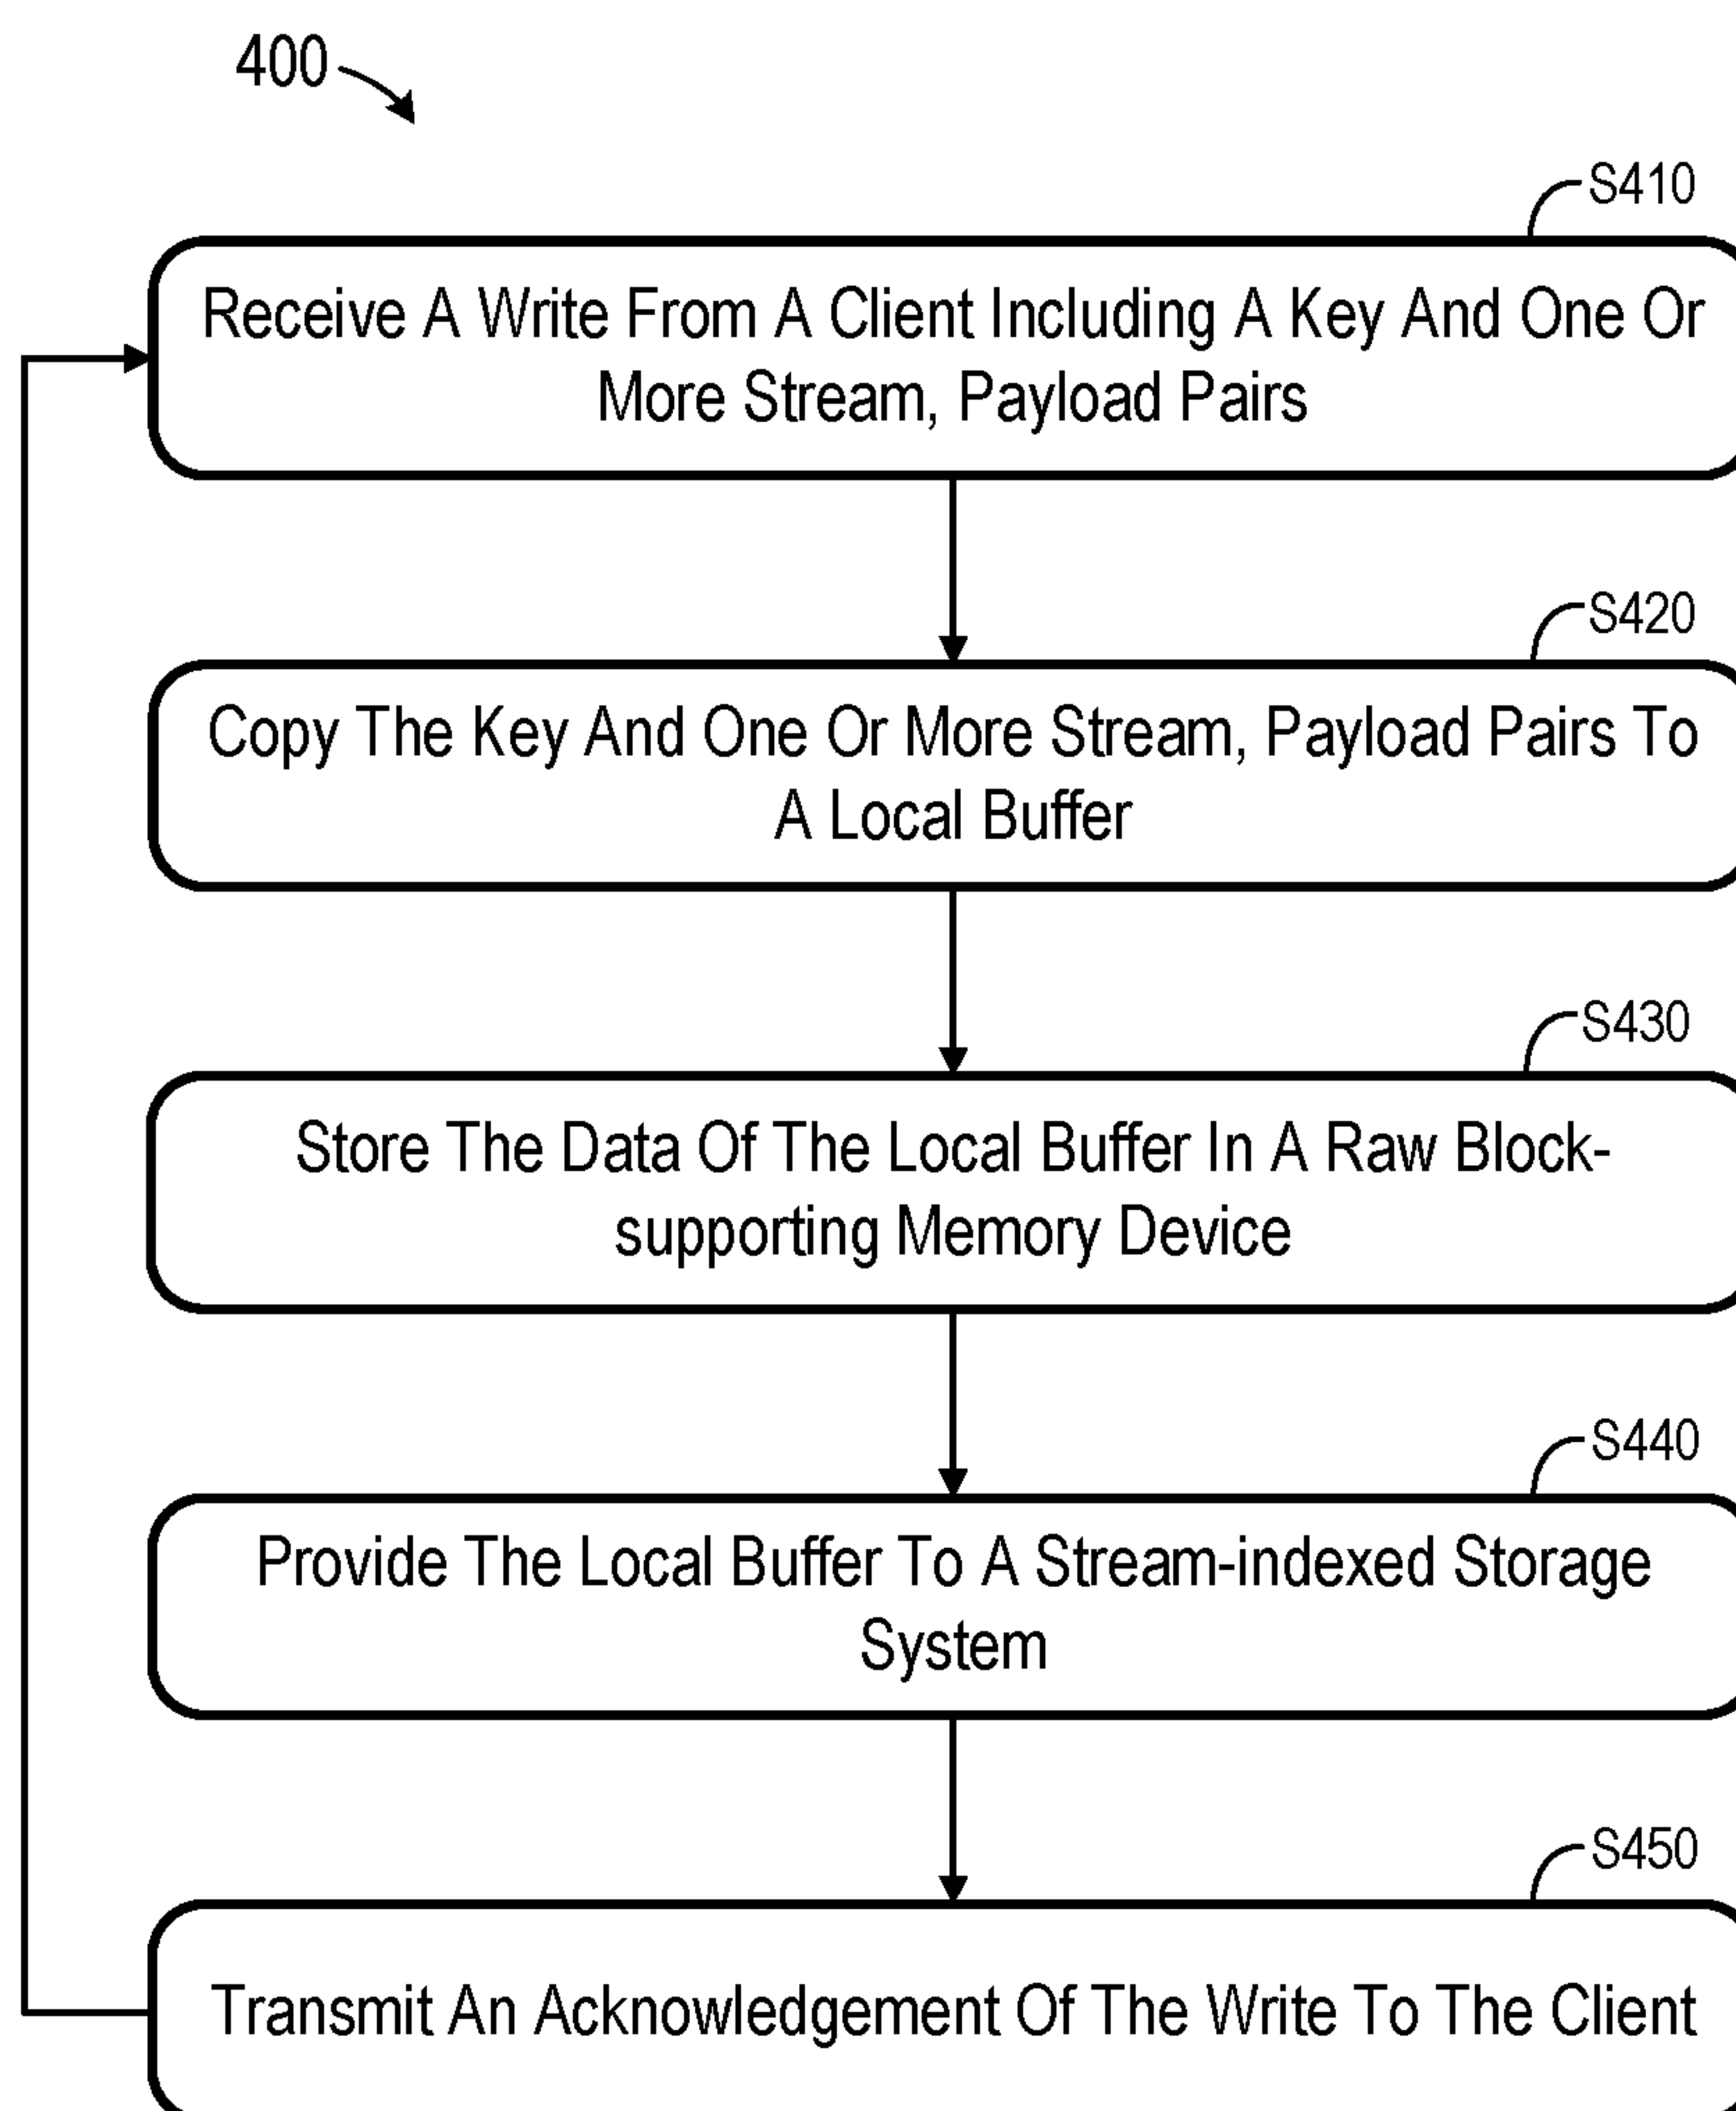 400
S410
Receive A Write From A Client Including A Key And One Or
More Stream, Payload Pairs
S420
Copy The Key And One Or More Stream, Payload Pairs To
A Local Buffer
S430
Store The Data Of The Local Buffer In A Raw Block-
supporting Memory Device
S440
Provide The Local Buffer To A Stream-indexed Storage
System
S450
Transmit An Acknowledgement Of The Write To The Client